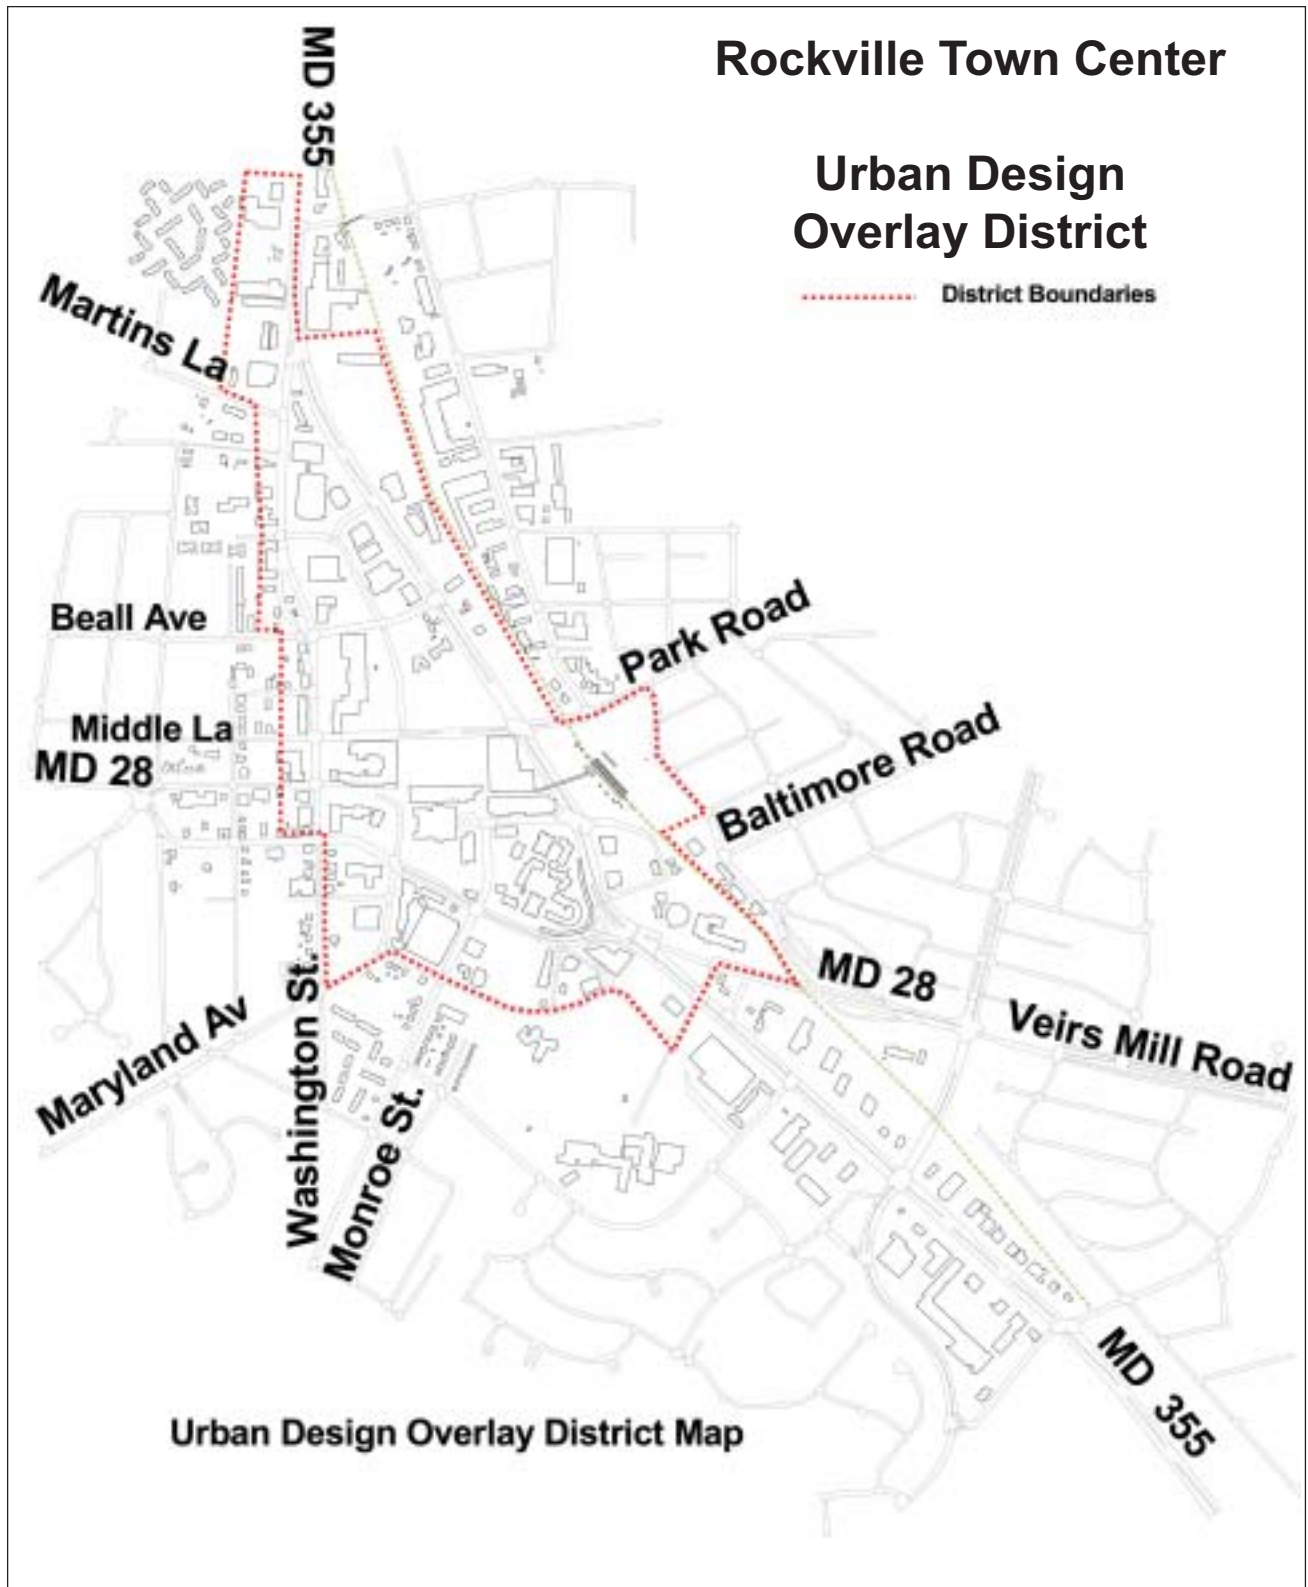 Rockville Town Center
Urban Design
Overlay District
District Boundaries
MD 355
Martins La
Beall Ave
Park Road
Middle La
MD 28
Baltimore Road
MD 28
Veirs Mill Road
Maryland Av
Washington St.
Monroe St.
MD 355
Urban Design Overlay District Map